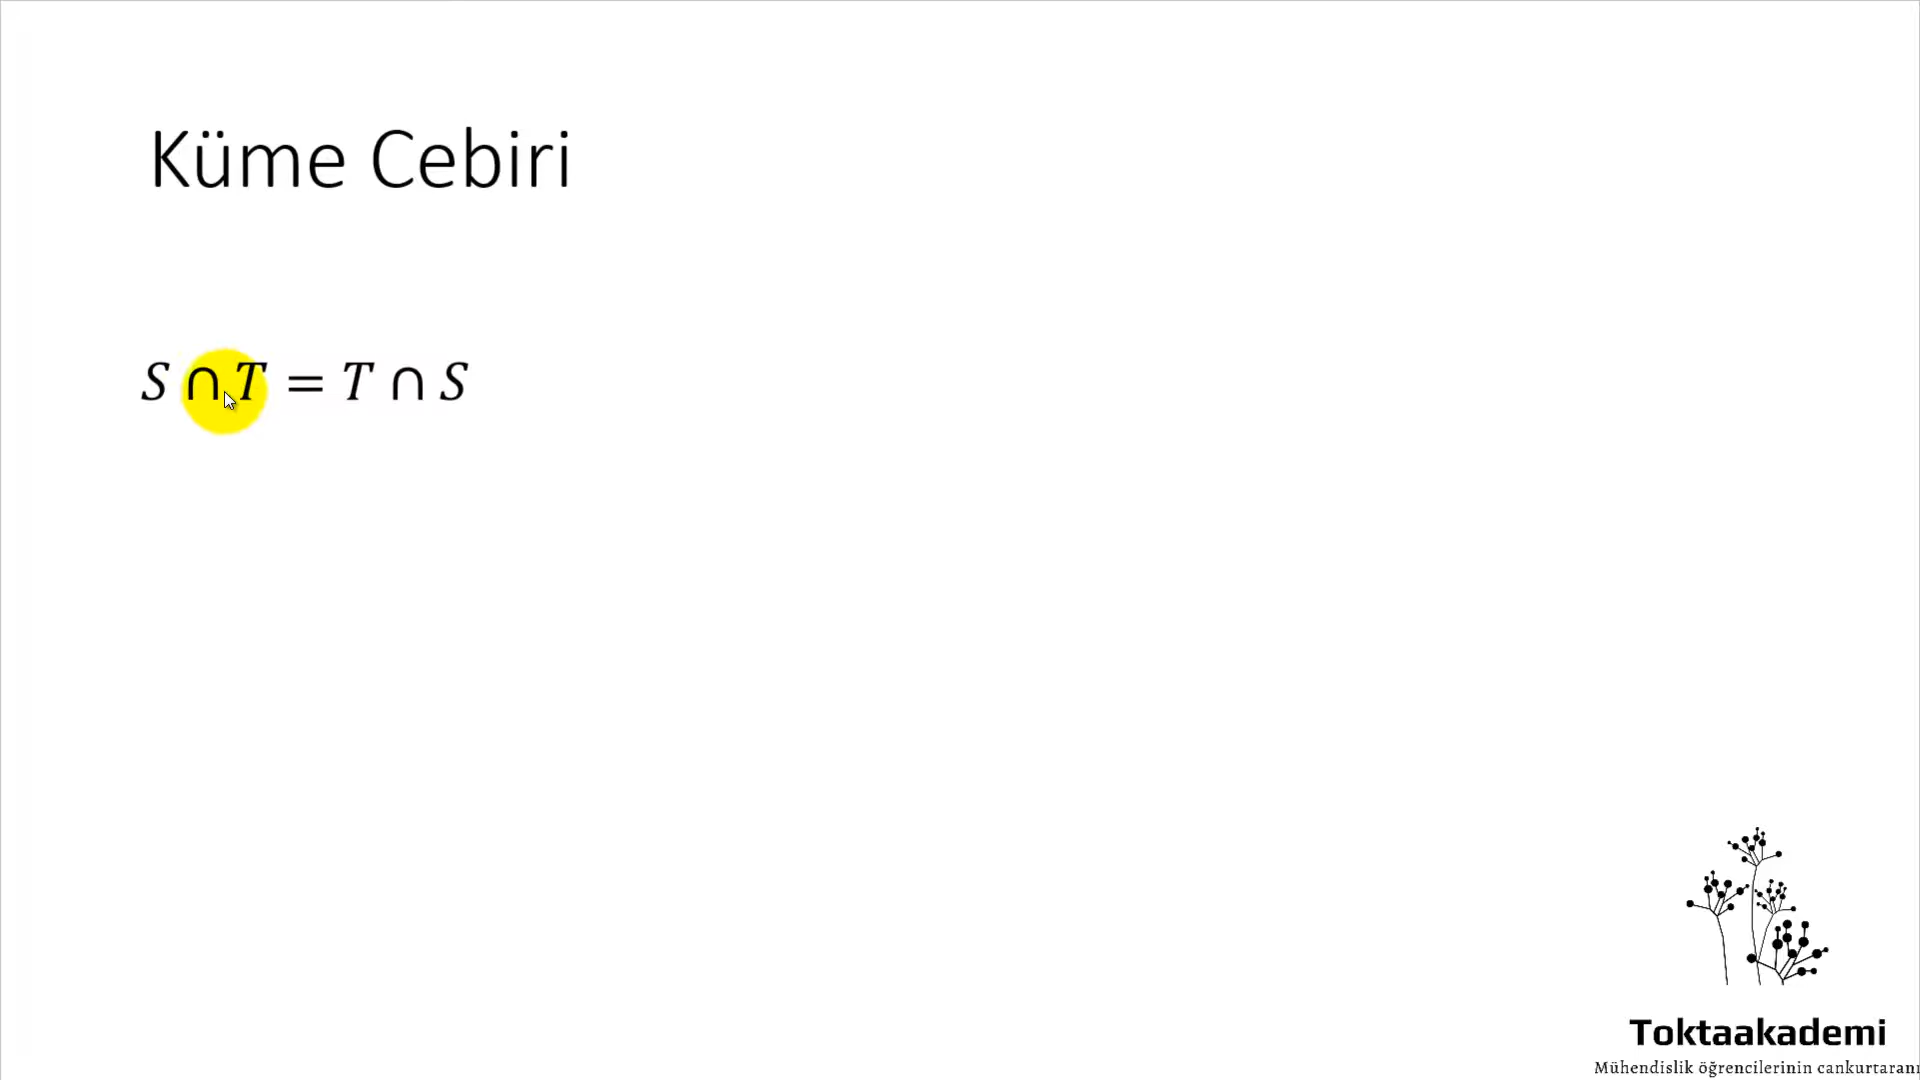 Küme Cebiri
S ∩ T = T ∩ S
Toktaakademi
Mühendislik öğrencilerinin cankurtaranı